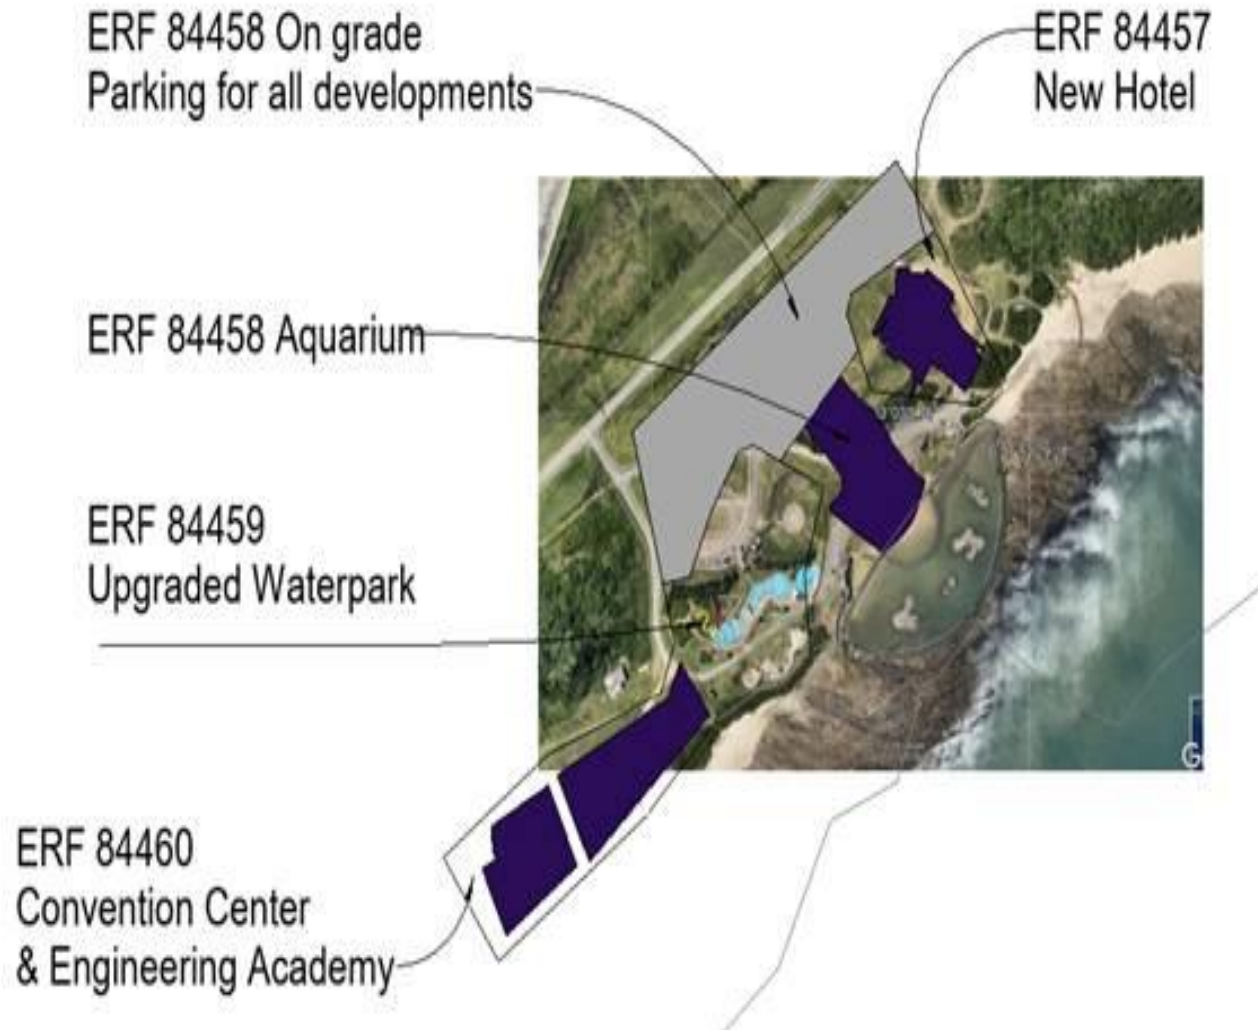 ERF 84458 On grade
Parking for all developments
ERF 84457
New Hotel
ERF 84458 Aquarium
ERF 84459
Upgraded Waterpark
ERF 84460
Convention Center
& Engineering Academy